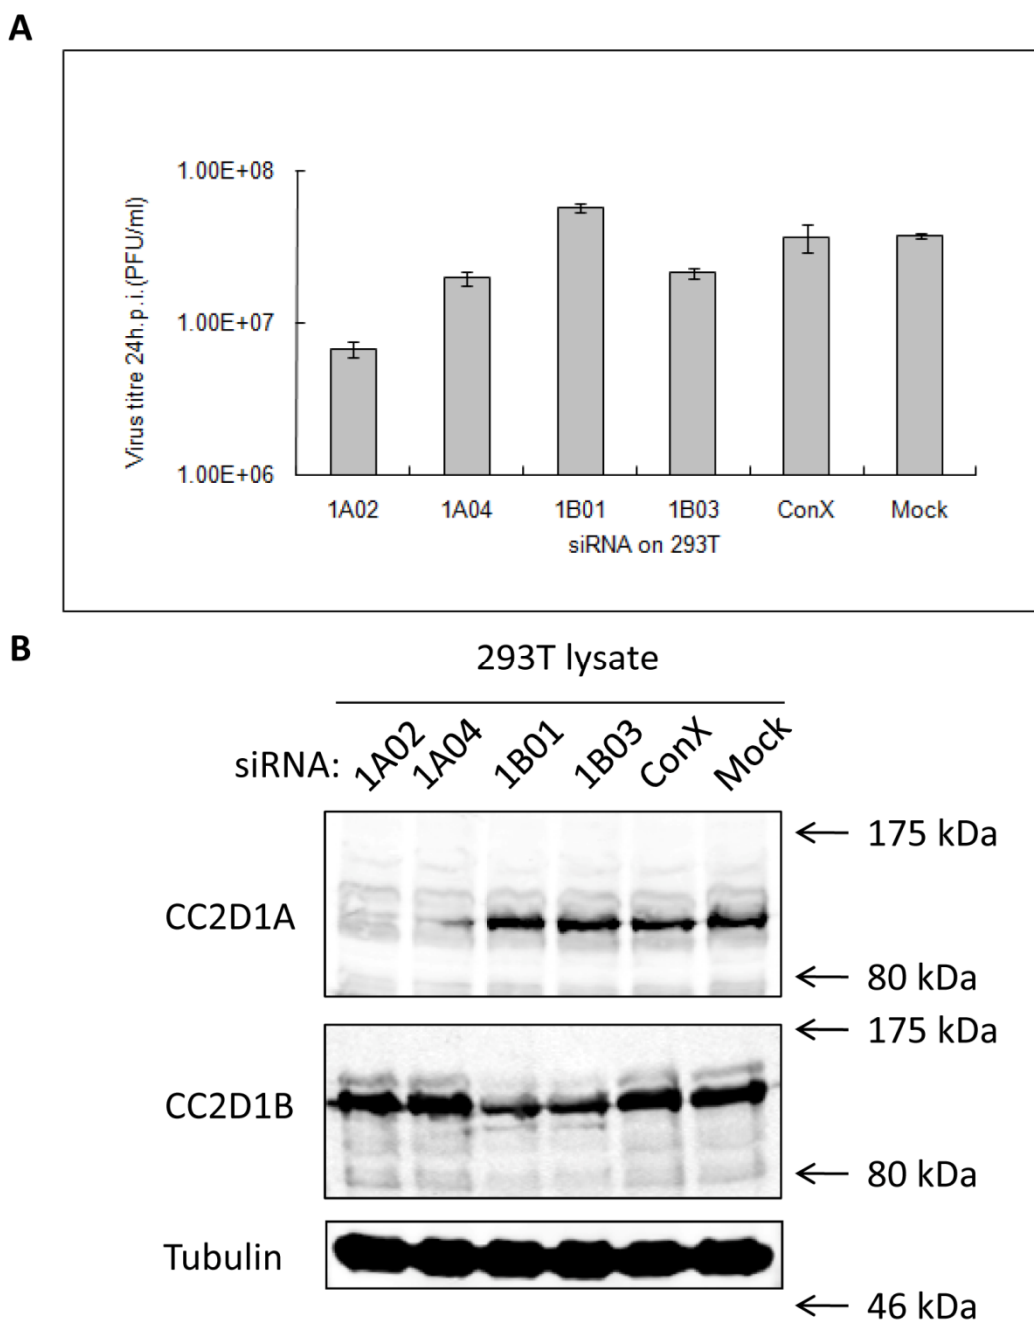 A
Virus titre 24h.p.i.(PFU/ml)
1.00E+08
1.00E+07
1.00E+06
1A02 1A04 1B01 1B03 ConX Mock
siRNA on 293T
B
293T lysate
siRNA: 1A02 1A04 1B01 1B03 ConX Mock
175 kDa
CC2D1A
80 kDa
175 kDa
CC2D1B
80 kDa
Tubulin
46 kDa